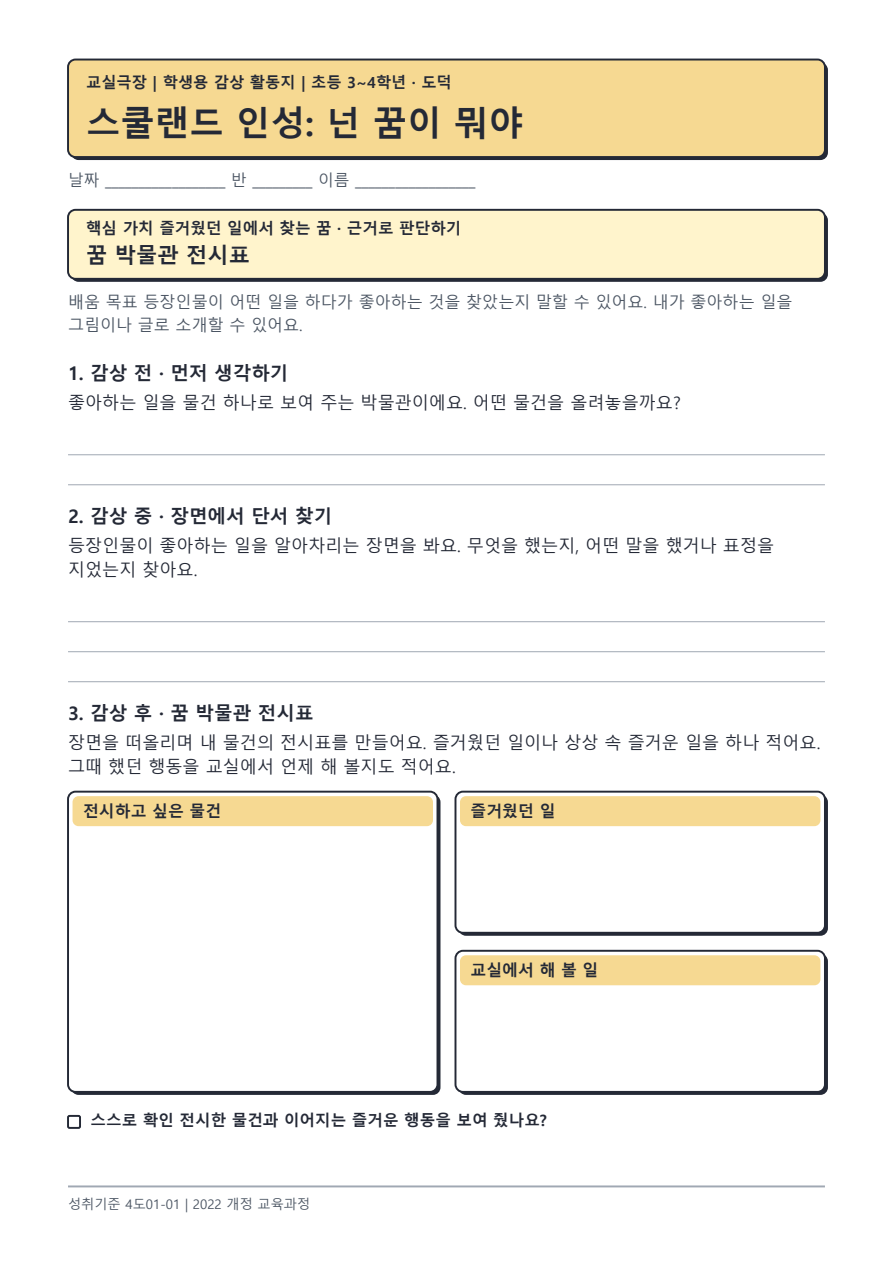 교실극장 | 학생용 감상 활동지 | 초등 3~4학년 · 도덕
스쿨랜드 인성: 넌 꿈이 뭐야
날짜 ________________ 반 ________ 이름 ________________
핵심 가치 즐거웠던 일에서 찾는 꿈 · 근거로 판단하기
꿈 박물관 전시표
배움 목표 등장인물이 어떤 일을 하다가 좋아하는 것을 찾았는지 말할 수 있어요. 내가 좋아하는 일을
그림이나 글로 소개할 수 있어요.
1. 감상 전 · 먼저 생각하기
좋아하는 일을 물건 하나로 보여 주는 박물관이에요. 어떤 물건을 올려놓을까요?
2. 감상 중 · 장면에서 단서 찾기
등장인물이 좋아하는 일을 알아차리는 장면을 봐요. 무엇을 했는지, 어떤 말을 했거나 표정을
지었는지 찾아요.
3. 감상 후 · 꿈 박물관 전시표
장면을 떠올리며 내 물건의 전시표를 만들어요. 즐거웠던 일이나 상상 속 즐거운 일을 하나 적어요.
그때 했던 행동을 교실에서 언제 해 볼지도 적어요.
전시하고 싶은 물건
즐거웠던 일
교실에서 해 볼 일
스스로 확인 전시한 물건과 이어지는 즐거운 행동을 보여 줬나요?
성취기준 4도01-01 | 2022 개정 교육과정